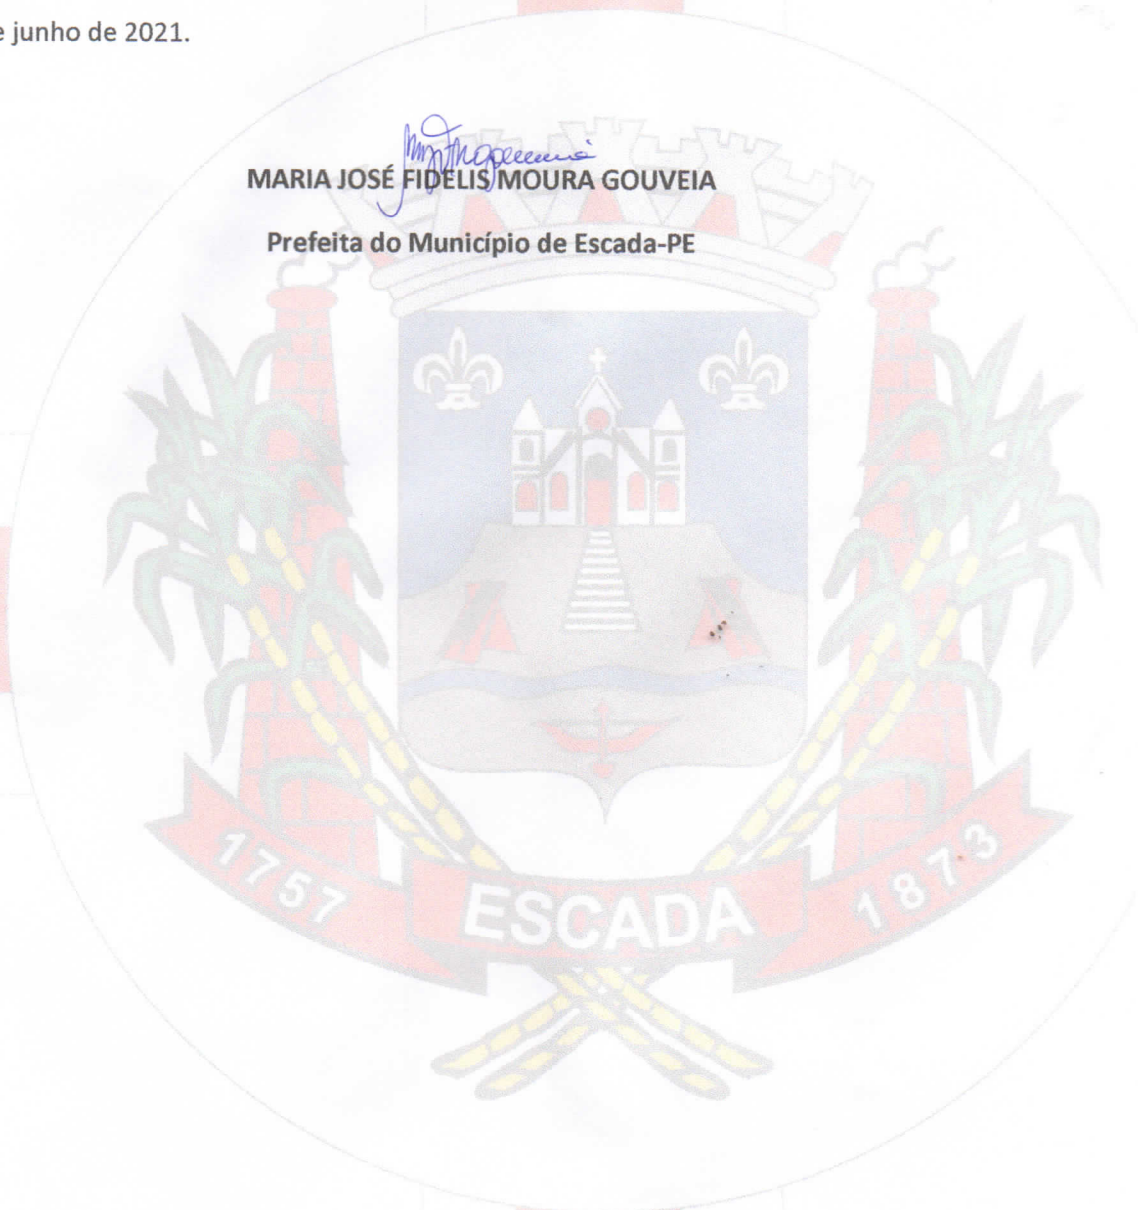 e junho de 2021.
MARIA JOSÉ FIDELIS MOURA GOUVEIA
Prefeita do Município de Escada-PE
1757
ESCADA
1873